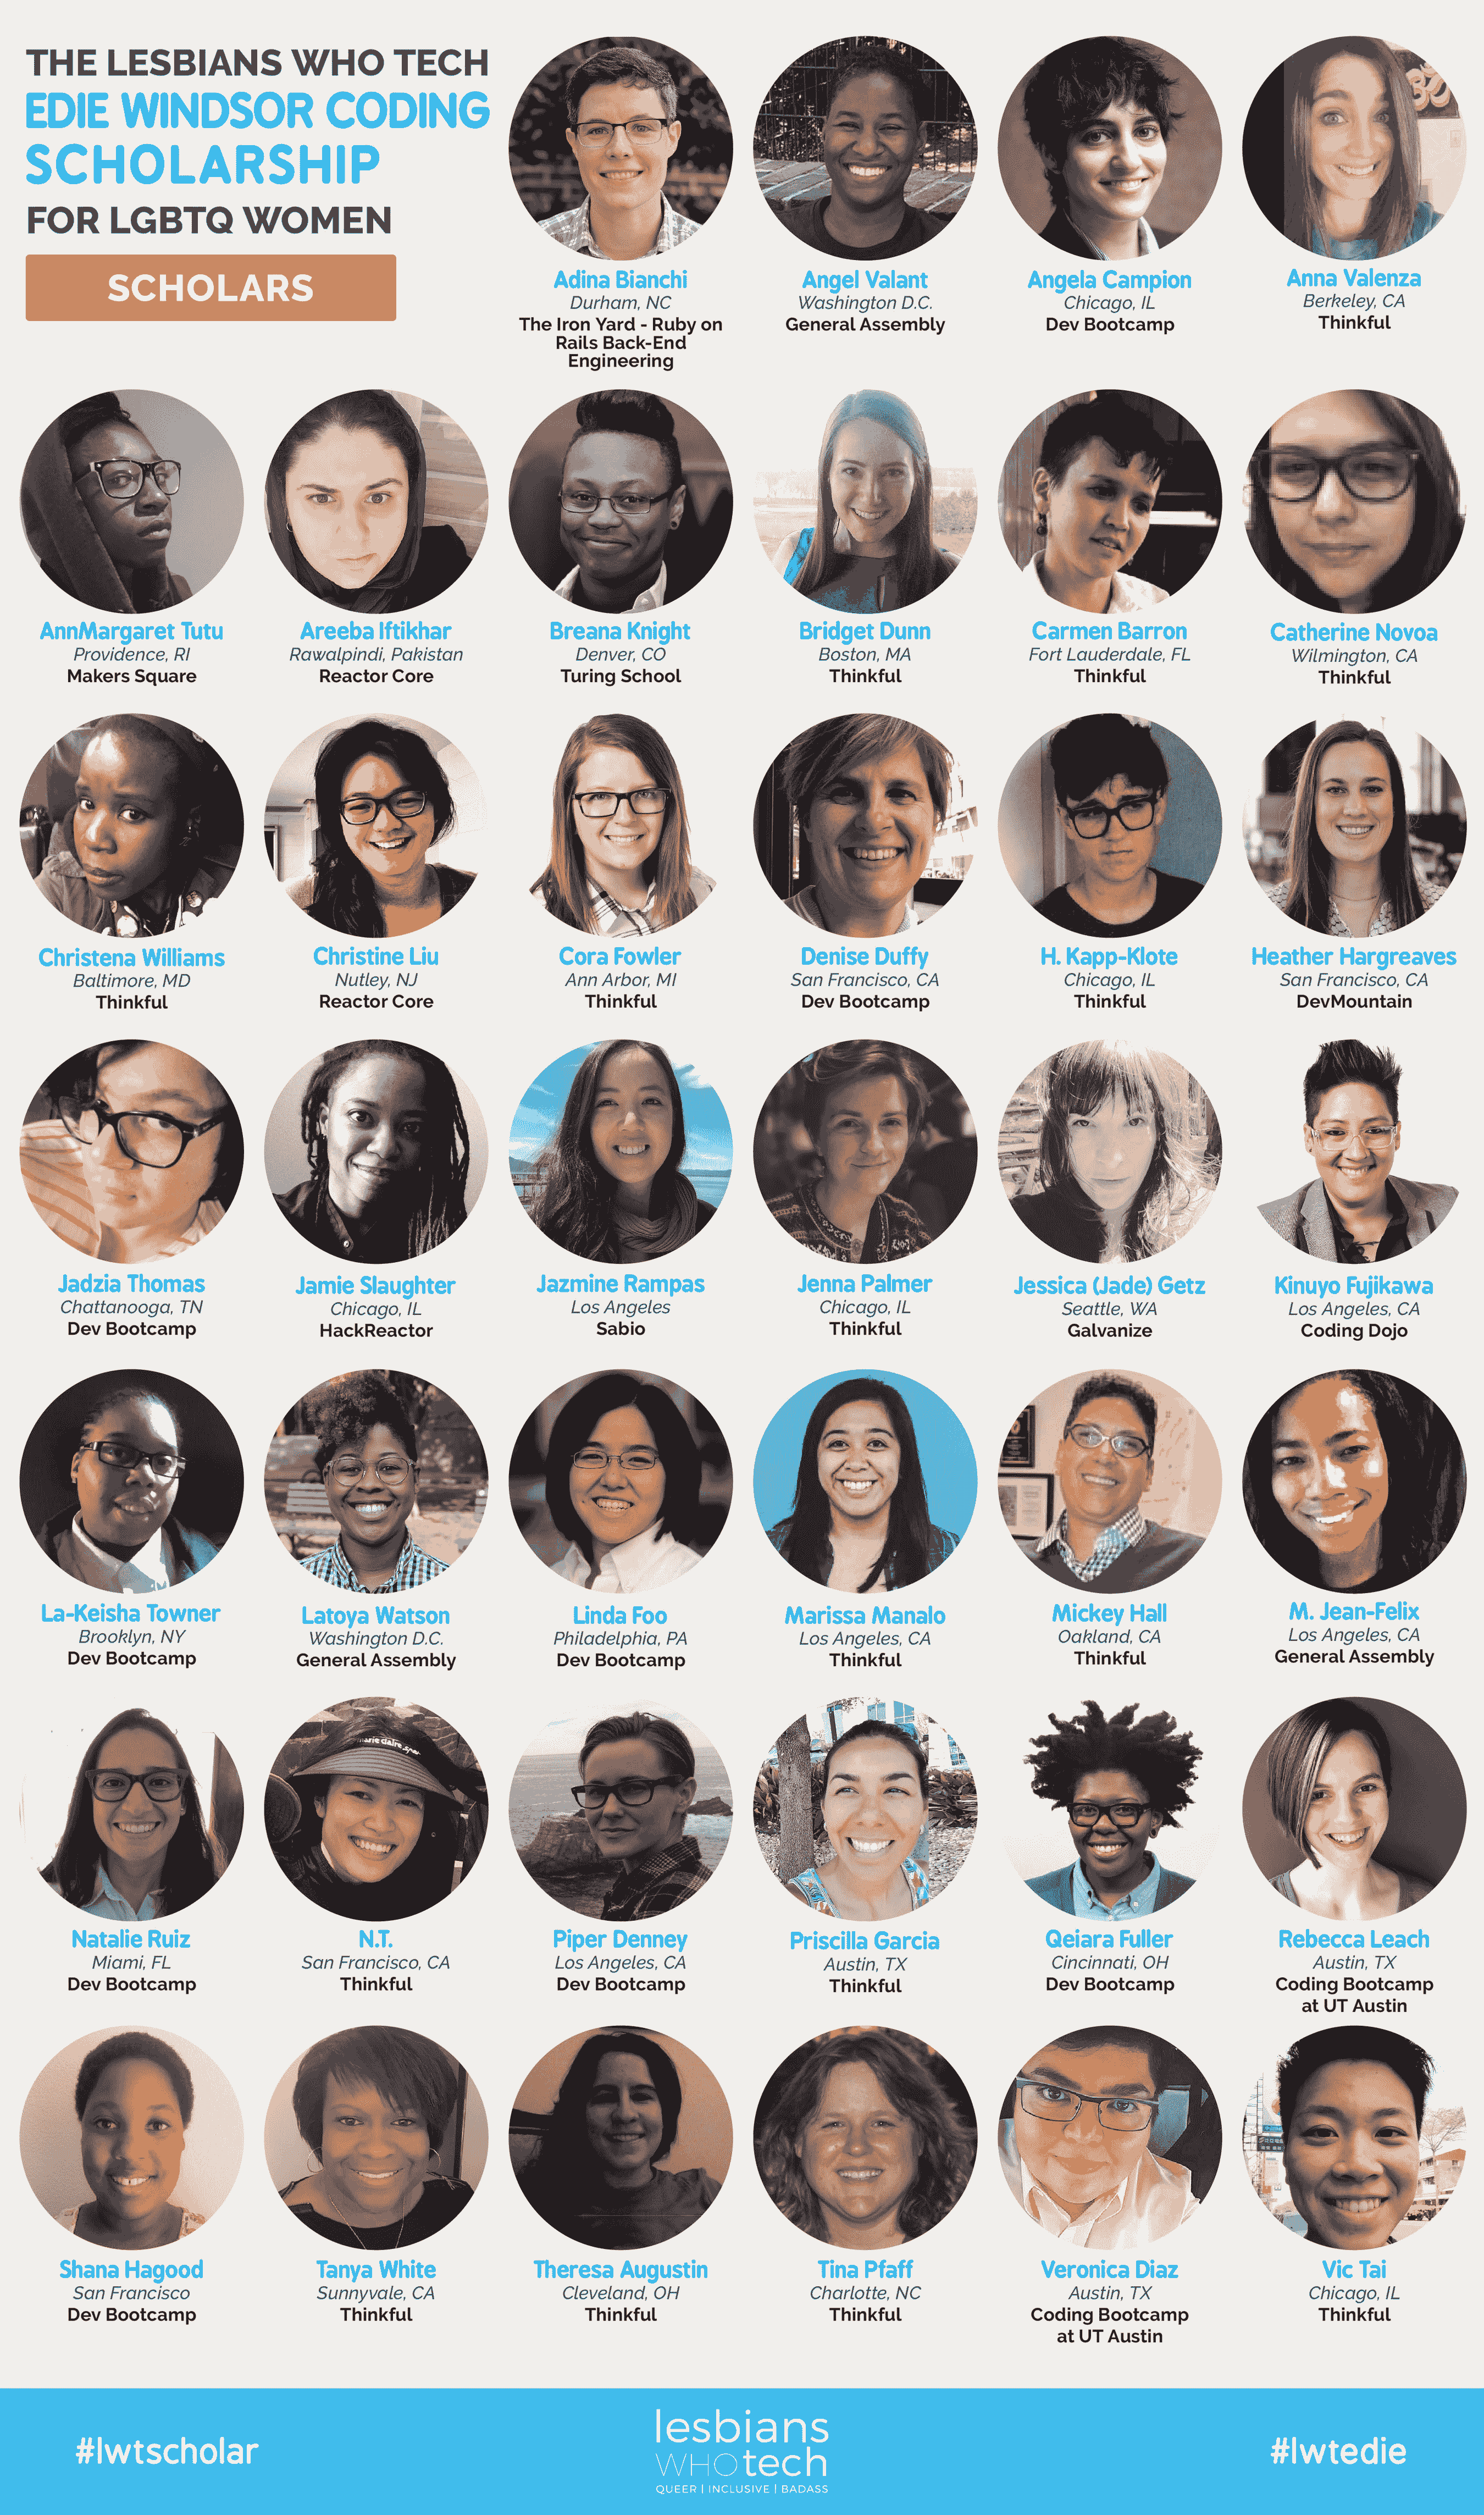 THE LESBIANS WHO TECH
EDIE WINDSOR CODING
SCHOLARSHIP
FOR LGBTQ WOMEN
SCHOLARS
Adina Bianchi
Durham, NC
The Iron Yard - Ruby on
Rails Back-End
Engineering
Angel Valant
Washington D.C.
General Assembly
Angela Campion
Chicago, IL
Dev Bootcamp
Anna Valenza
Berkeley, CA
Thinkful
AnnMargaret Tutu
Providence, RI
Makers Square
Areeba Iftikhar
Rawalpindi, Pakistan
Reactor Core
Breana Knight
Denver, CO
Turing School
Bridget Dunn
Boston, MA
Thinkful
Carmen Barron
Fort Lauderdale, FL
Thinkful
Catherine Novoa
Wilmington, CA
Thinkful
Christena Williams
Baltimore, MD
Thinkful
Christine Liu
Nutley, NJ
Reactor Core
Cora Fowler
Ann Arbor, MI
Thinkful
Denise Duffy
San Francisco, CA
Dev Bootcamp
H. Kapp-Klote
Chicago, IL
Thinkful
Heather Hargreaves
San Francisco, CA
DevMountain
Jadzia Thomas
Chattanooga, TN
Dev Bootcamp
Jamie Slaughter
Chicago, IL
HackReactor
Jazmine Rampas
Los Angeles
Sabio
Jenna Palmer
Chicago, IL
Thinkful
Jessica (Jade) Getz
Seattle, WA
Galvanize
Kinuyo Fujikawa
Los Angeles, CA
Coding Dojo
La-Keisha Towner
Brooklyn, NY
Dev Bootcamp
Latoya Watson
Washington D.C.
General Assembly
Linda Foo
Philadelphia, PA
Dev Bootcamp
Marissa Manalo
Los Angeles, CA
Thinkful
Mickey Hall
Oakland, CA
Thinkful
M. Jean-Felix
Los Angeles, CA
General Assembly
marie claire
Natalie Ruiz
Miami, FL
Dev Bootcamp
N.T.
San Francisco, CA
Thinkful
Piper Denney
Los Angeles, CA
Dev Bootcamp
Priscilla Garcia
Austin, TX
Thinkful
Qeiara Fuller
Cincinnati, OH
Dev Bootcamp
Rebecca Leach
Austin, TX
Coding Bootcamp
at UT Austin
Shana Hagood
San Francisco
Dev Bootcamp
Tanya White
Sunnyvale, CA
Thinkful
Theresa Augustin
Cleveland, OH
Thinkful
Tina Pfaff
Charlotte, NC
Thinkful
Veronica Diaz
Austin, TX
Coding Bootcamp
at UT Austin
Vic Tai
Chicago, IL
Thinkful
#lwtscholar
lesbians
WHOtech
QUEER | INCLUSIVE | BADASS
#lwtedie